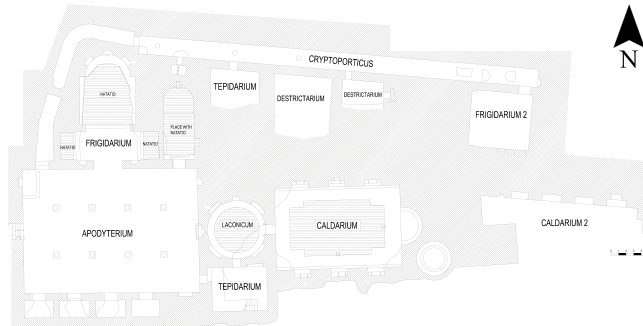 N
CRYPTOPORTICUS
TEPIDARIUM
DESTRICTARIUM
DESTRICTARIUM
NATATIO
PLACE WITH
NATATIO
FRIGIDARIUM 2
NATATIO
FRIGIDARIUM
NATATIO
APODYTERIUM
LACONICUM
CALDARIUM
CALDARIUM 2
TEPIDARIUM